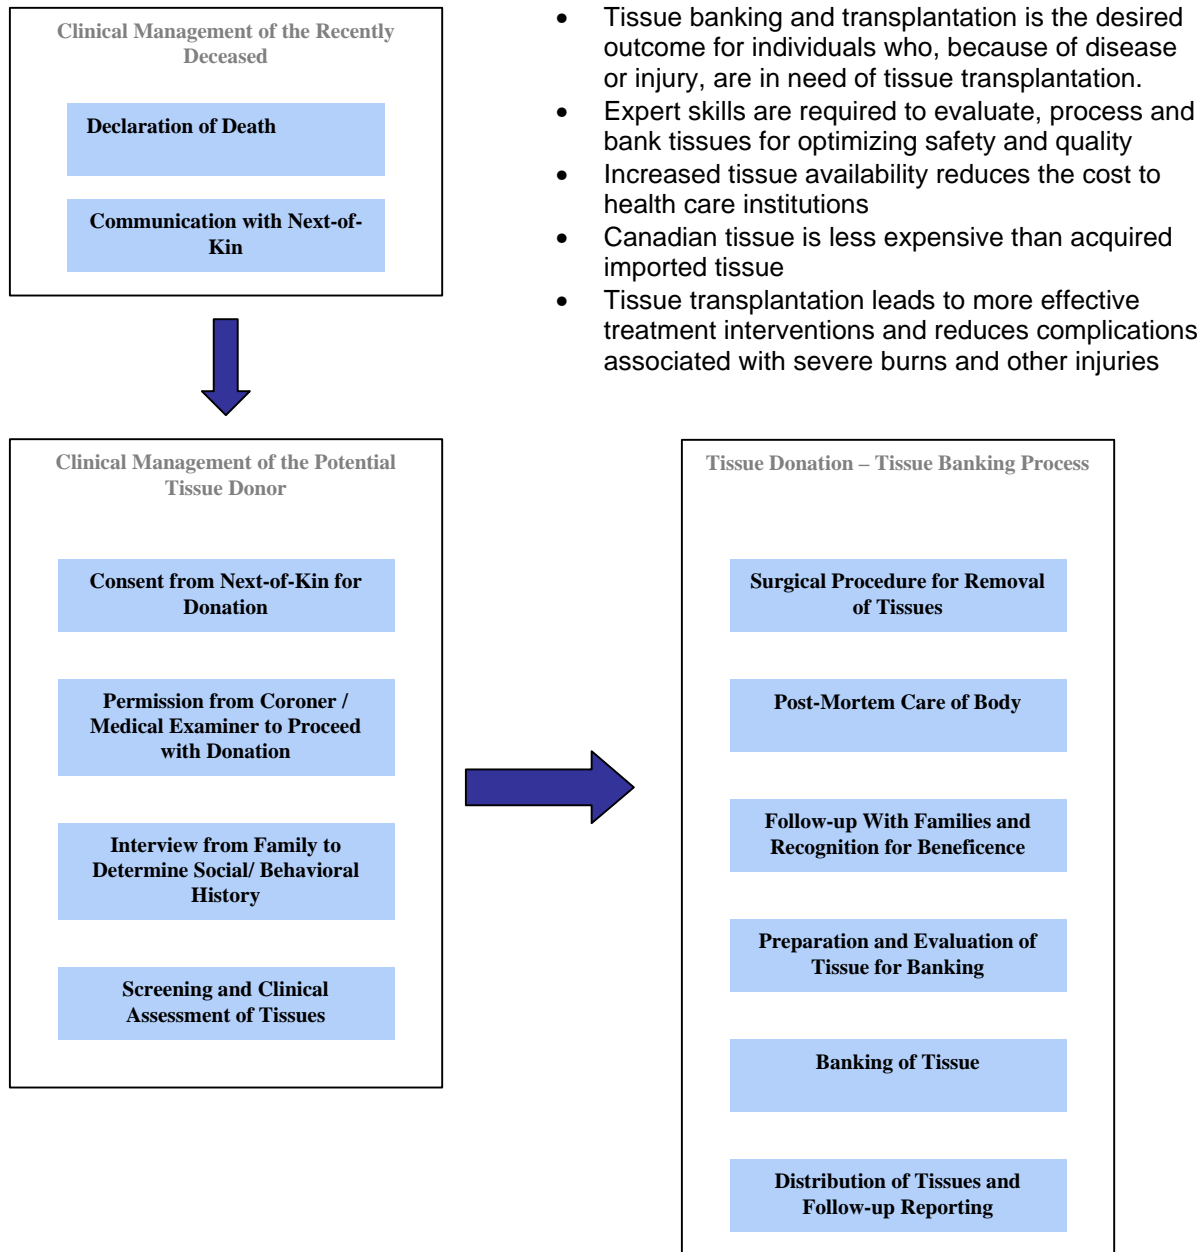 Clinical Management of the Recently
Deceased
Declaration of Death
Communication with Next-of-
Kin
• Tissue banking and transplantation is the desired
outcome for individuals who, because of disease
or injury, are in need of tissue transplantation.
• Expert skills are required to evaluate, process and
bank tissues for optimizing safety and quality
• Increased tissue availability reduces the cost to
health care institutions
• Canadian tissue is less expensive than acquired
imported tissue
• Tissue transplantation leads to more effective
treatment interventions and reduces complications
associated with severe burns and other injuries
Clinical Management of the Potential
Tissue Donor
Consent from Next-of-Kin for
Donation
Permission from Coroner /
Medical Examiner to Proceed
with Donation
Interview from Family to
Determine Social/ Behavioral
History
Screening and Clinical
Assessment of Tissues
Tissue Donation – Tissue Banking Process
Surgical Procedure for Removal
of Tissues
Post-Mortem Care of Body
Follow-up With Families and
Recognition for Beneficence
Preparation and Evaluation of
Tissue for Banking
Banking of Tissue
Distribution of Tissues and
Follow-up Reporting